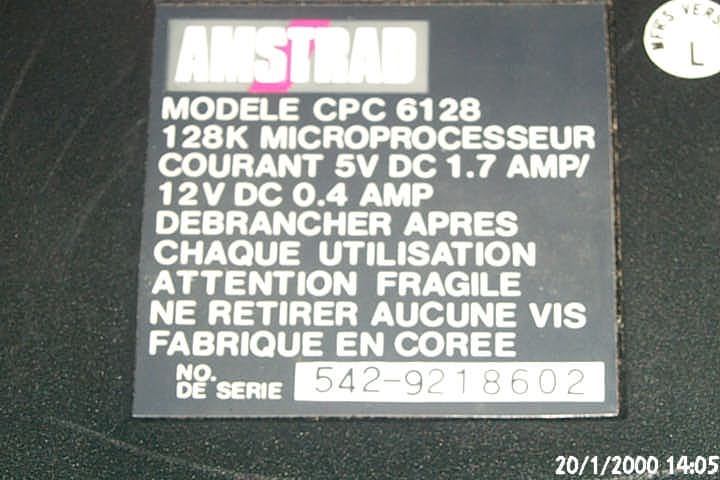 AMSTRAD
MFR'S VERS
L
MODELE CPC 6128
128K MICROPROCESSEUR
COURANT 5V DC 1.7 AMP/
12V DC 0.4 AMP
DEBRANCHER APRES
CHAQUE UTILISATION
ATTENTION FRAGILE
NE RETIRER AUCUNE VIS
FABRIQUE EN COREE
NO.
DE SERIE 542-9218602
20/1/2000 14:05